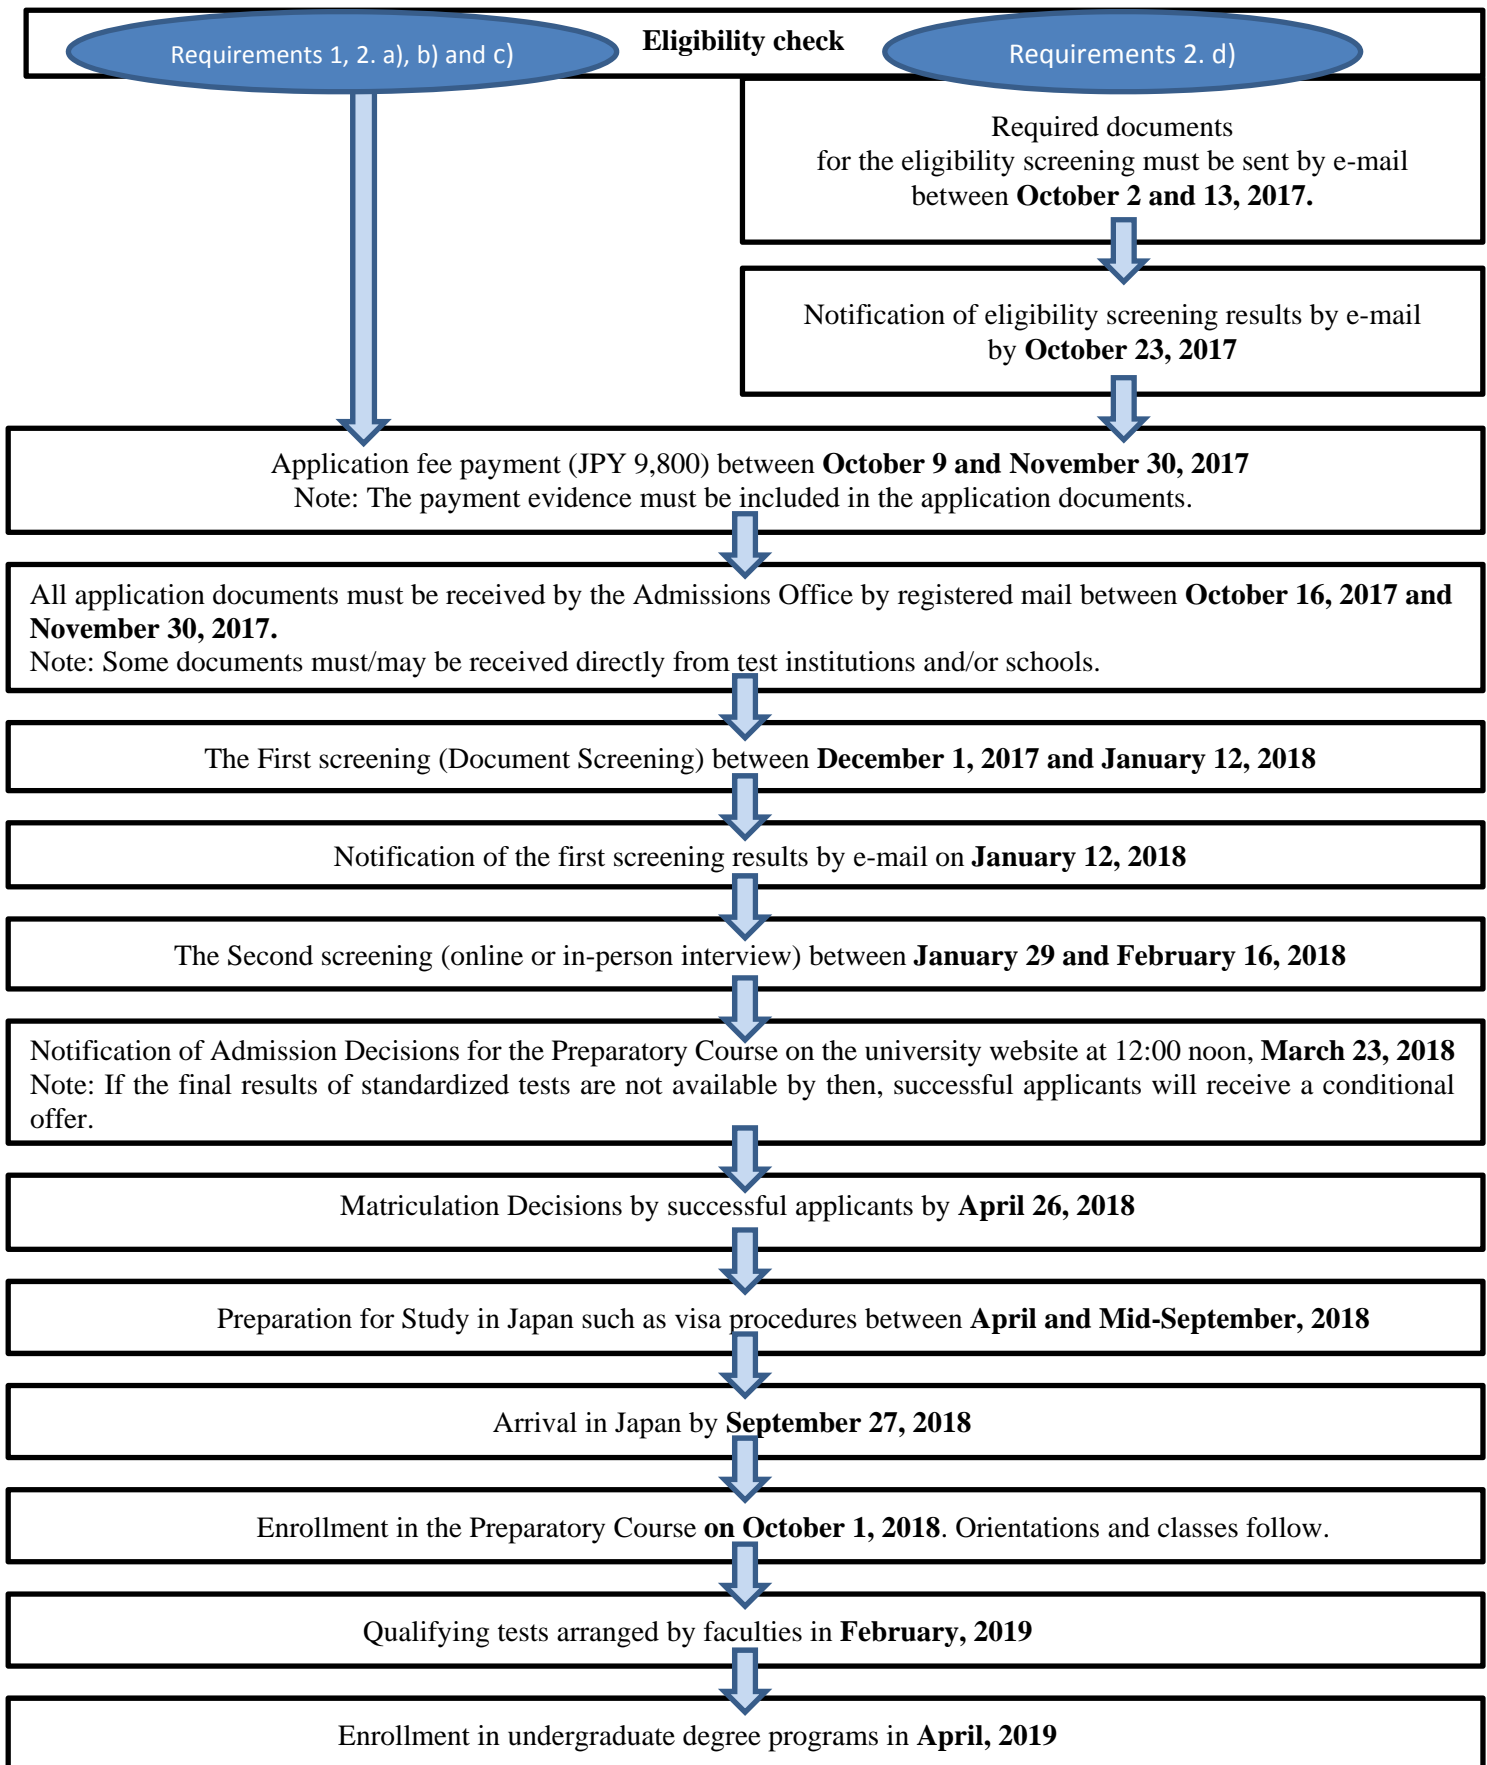 Eligibility check
Requirements 1, 2. a), b) and c)
Requirements 2. d)
Required documents
for the eligibility screening must be sent by e-mail
between October 2 and 13, 2017.
Notification of eligibility screening results by e-mail
by October 23, 2017
Application fee payment (JPY 9,800) between October 9 and November 30, 2017
Note: The payment evidence must be included in the application documents.
All application documents must be received by the Admissions Office by registered mail between October 16, 2017 and
November 30, 2017.
Note: Some documents must/may be received directly from test institutions and/or schools.
The First screening (Document Screening) between December 1, 2017 and January 12, 2018
Notification of the first screening results by e-mail on January 12, 2018
The Second screening (online or in-person interview) between January 29 and February 16, 2018
Notification of Admission Decisions for the Preparatory Course on the university website at 12:00 noon, March 23, 2018
Note: If the final results of standardized tests are not available by then, successful applicants will receive a conditional
offer.
Matriculation Decisions by successful applicants by April 26, 2018
Preparation for Study in Japan such as visa procedures between April and Mid-September, 2018
Arrival in Japan by September 27, 2018
Enrollment in the Preparatory Course on October 1, 2018. Orientations and classes follow.
Qualifying tests arranged by faculties in February, 2019
Enrollment in undergraduate degree programs in April, 2019